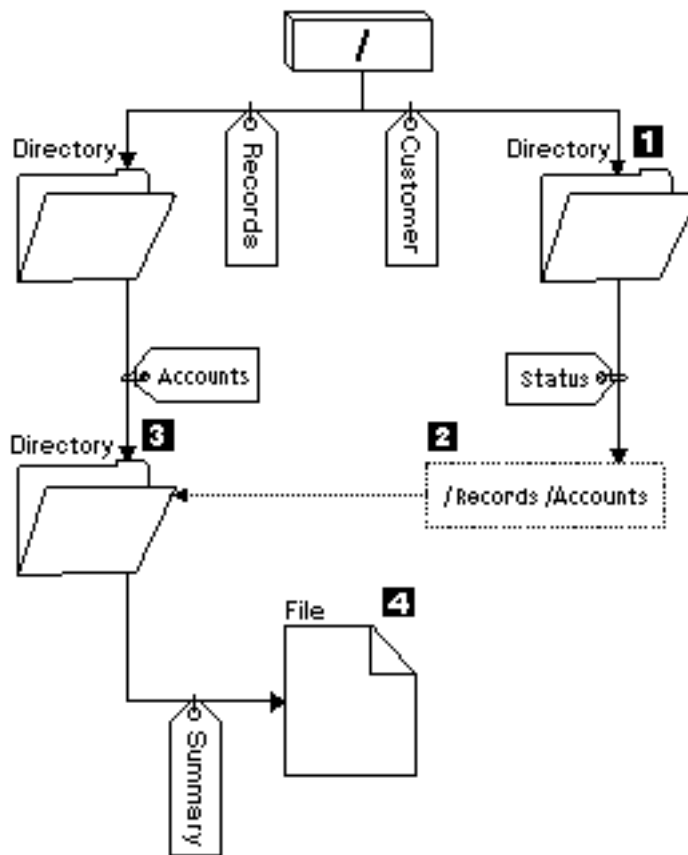 /
Directory
Records
Customer
Directory
1
Accounts
Status
Directory
3
2
/Records /Accounts
File
4
Summary